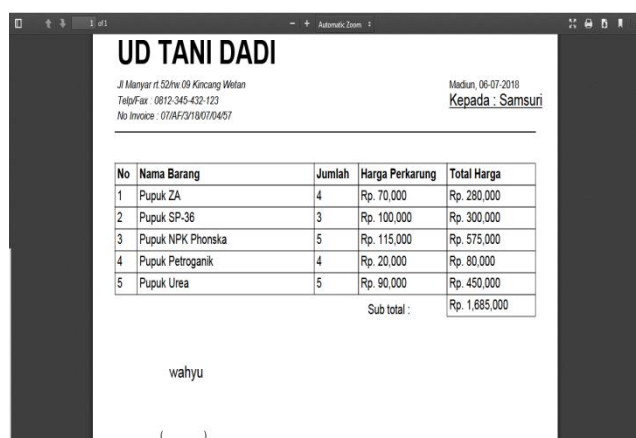 1 of 1
− + Automatic Zoom
UD TANI DADI
Jl Manyar rt.52/rw.09 Kincang Wetan
Telp/Fax : 0812-345-432-123
No Invoice : 07/AF/3/18/07/04/57
Madiun, 06-07-2018
Kepada : Samsuri
No Nama Barang Jumlah Harga Perkarung Total Harga
1 Pupuk ZA 4 Rp. 70,000 Rp. 280,000
2 Pupuk SP-36 3 Rp. 100,000 Rp. 300,000
3 Pupuk NPK Phonska 5 Rp. 115,000 Rp. 575,000
4 Pupuk Petroganik 4 Rp. 20,000 Rp. 80,000
5 Pupuk Urea 5 Rp. 90,000 Rp. 450,000
Sub total : Rp. 1,685,000
wahyu
( )